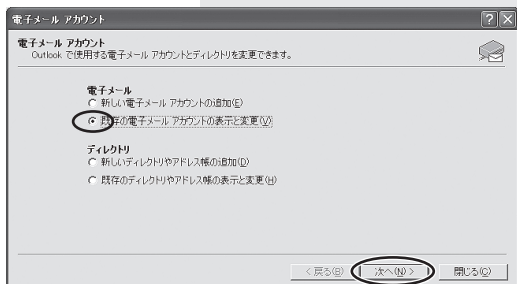 電子メール アカウント
電子メール アカウント
Outlook で使用する電子メール アカウントとディレクトリを変更できます。
電子メール
新しい電子メール アカウントの追加(E)
既存の電子メール アカウントの表示と変更(V)
ディレクトリ
新しいディレクトリやアドレス帳の追加(D)
既存のディレクトリやアドレス帳の表示と変更(H)
< 戻る(B) 次へ(N) > 閉じる(C)